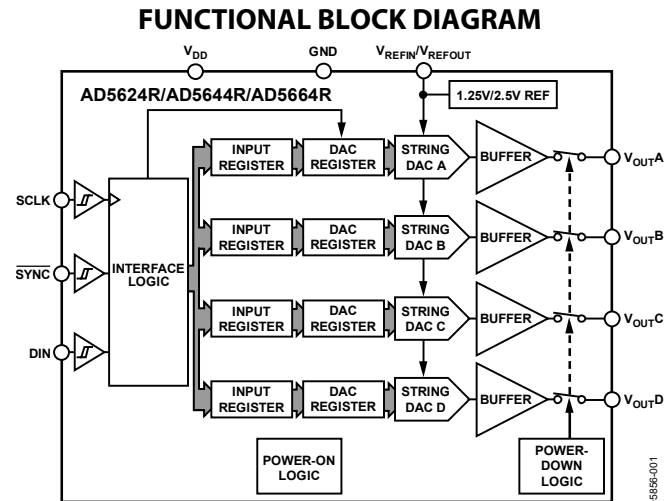 FUNCTIONAL BLOCK DIAGRAM
VDD
GND
VREFIN/VREFOUT
AD5624R/AD5644R/AD5664R
1.25V/2.5V REF
INPUT
REGISTER
DAC
REGISTER
STRING
DAC A
BUFFER
VOUTA
SCLK
INPUT
REGISTER
DAC
REGISTER
STRING
DAC B
BUFFER
VOUTB
SYNC
INTERFACE
LOGIC
INPUT
REGISTER
DAC
REGISTER
STRING
DAC C
BUFFER
VOUTC
DIN
INPUT
REGISTER
DAC
REGISTER
STRING
DAC D
BUFFER
VOUTD
POWER-ON
LOGIC
POWER-
DOWN
LOGIC
5856-001